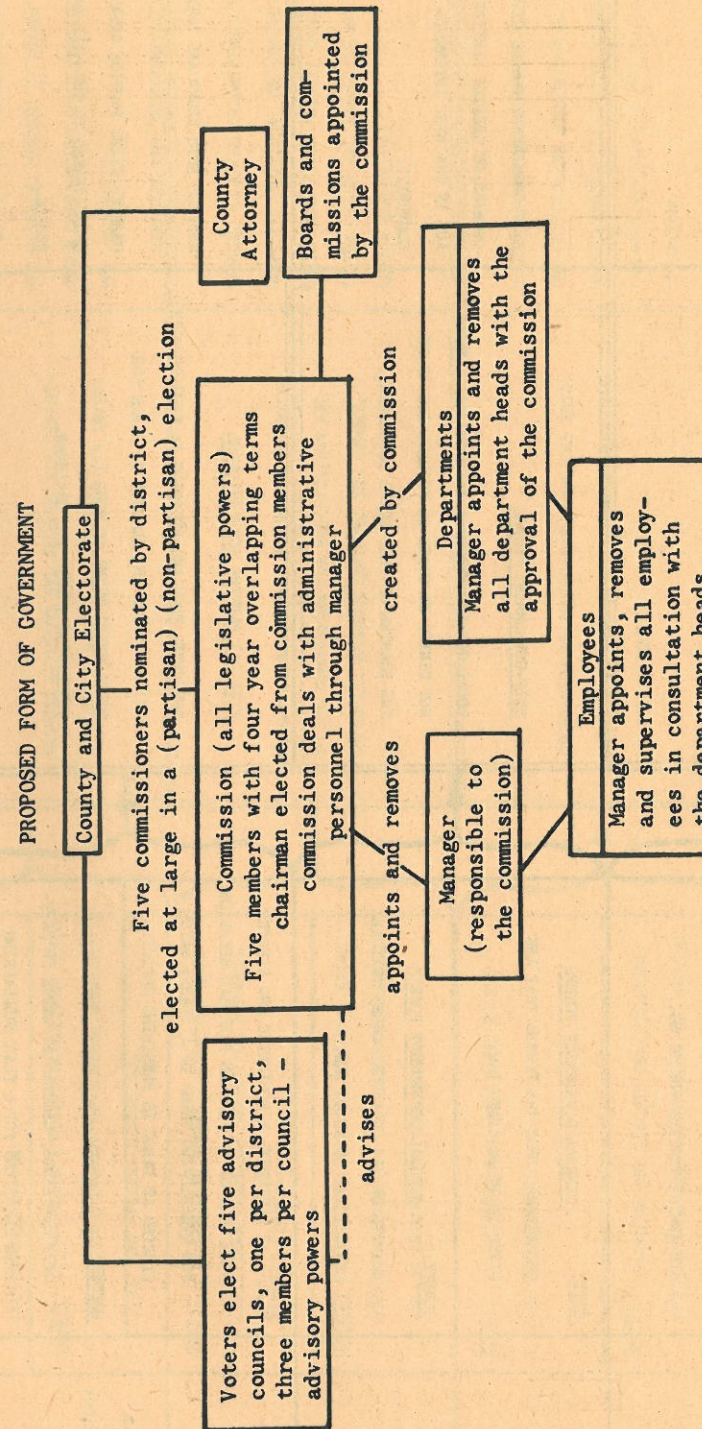 PROPOSED FORM OF GOVERNMENT
County and City Electorate
Five commissioners nominated by district,
elected at large in a (partisan) (non-partisan) election
County
Attorney
Voters elect five advisory
councils, one per district,
three members per council -
advisory powers
advises
Commission (all legislative powers)
Five members with four year overlapping terms
chairman elected from commission members
commission deals with administrative
personnel through manager
Boards and com-
missions appointed
by the commission
appoints and removes
created by commission
Manager
(responsible to
the commission)
Departments
Manager appoints and removes
all department heads with the
approval of the commission
Employees
Manager appoints, removes
and supervises all employ-
ees in consultation with
the department heads